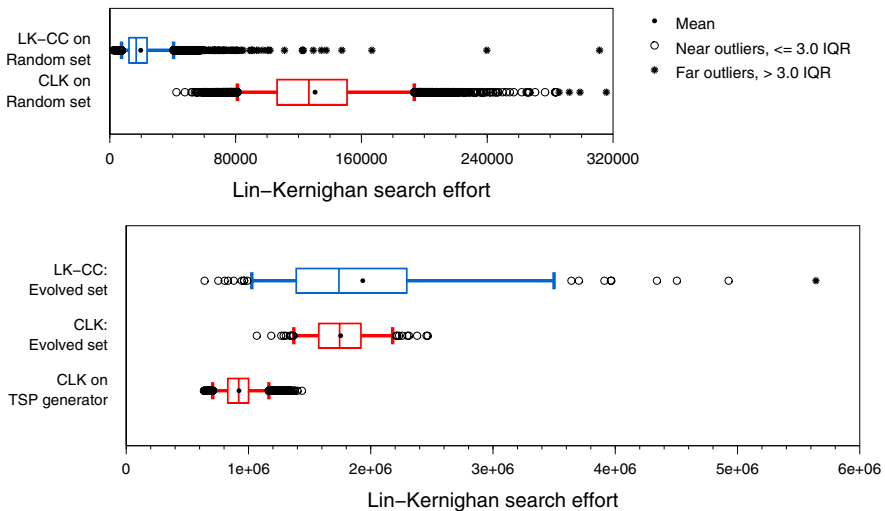 LK−CC on
Random set
CLK on
Random set
Mean
Near outliers, <= 3.0 IQR
Far outliers, > 3.0 IQR
0 80000 160000 240000 320000
Lin−Kernighan search effort
LK−CC:
Evolved set
CLK:
Evolved set
CLK on
TSP generator
0 1e+06 2e+06 3e+06 4e+06 5e+06 6e+06
Lin−Kernighan search effort